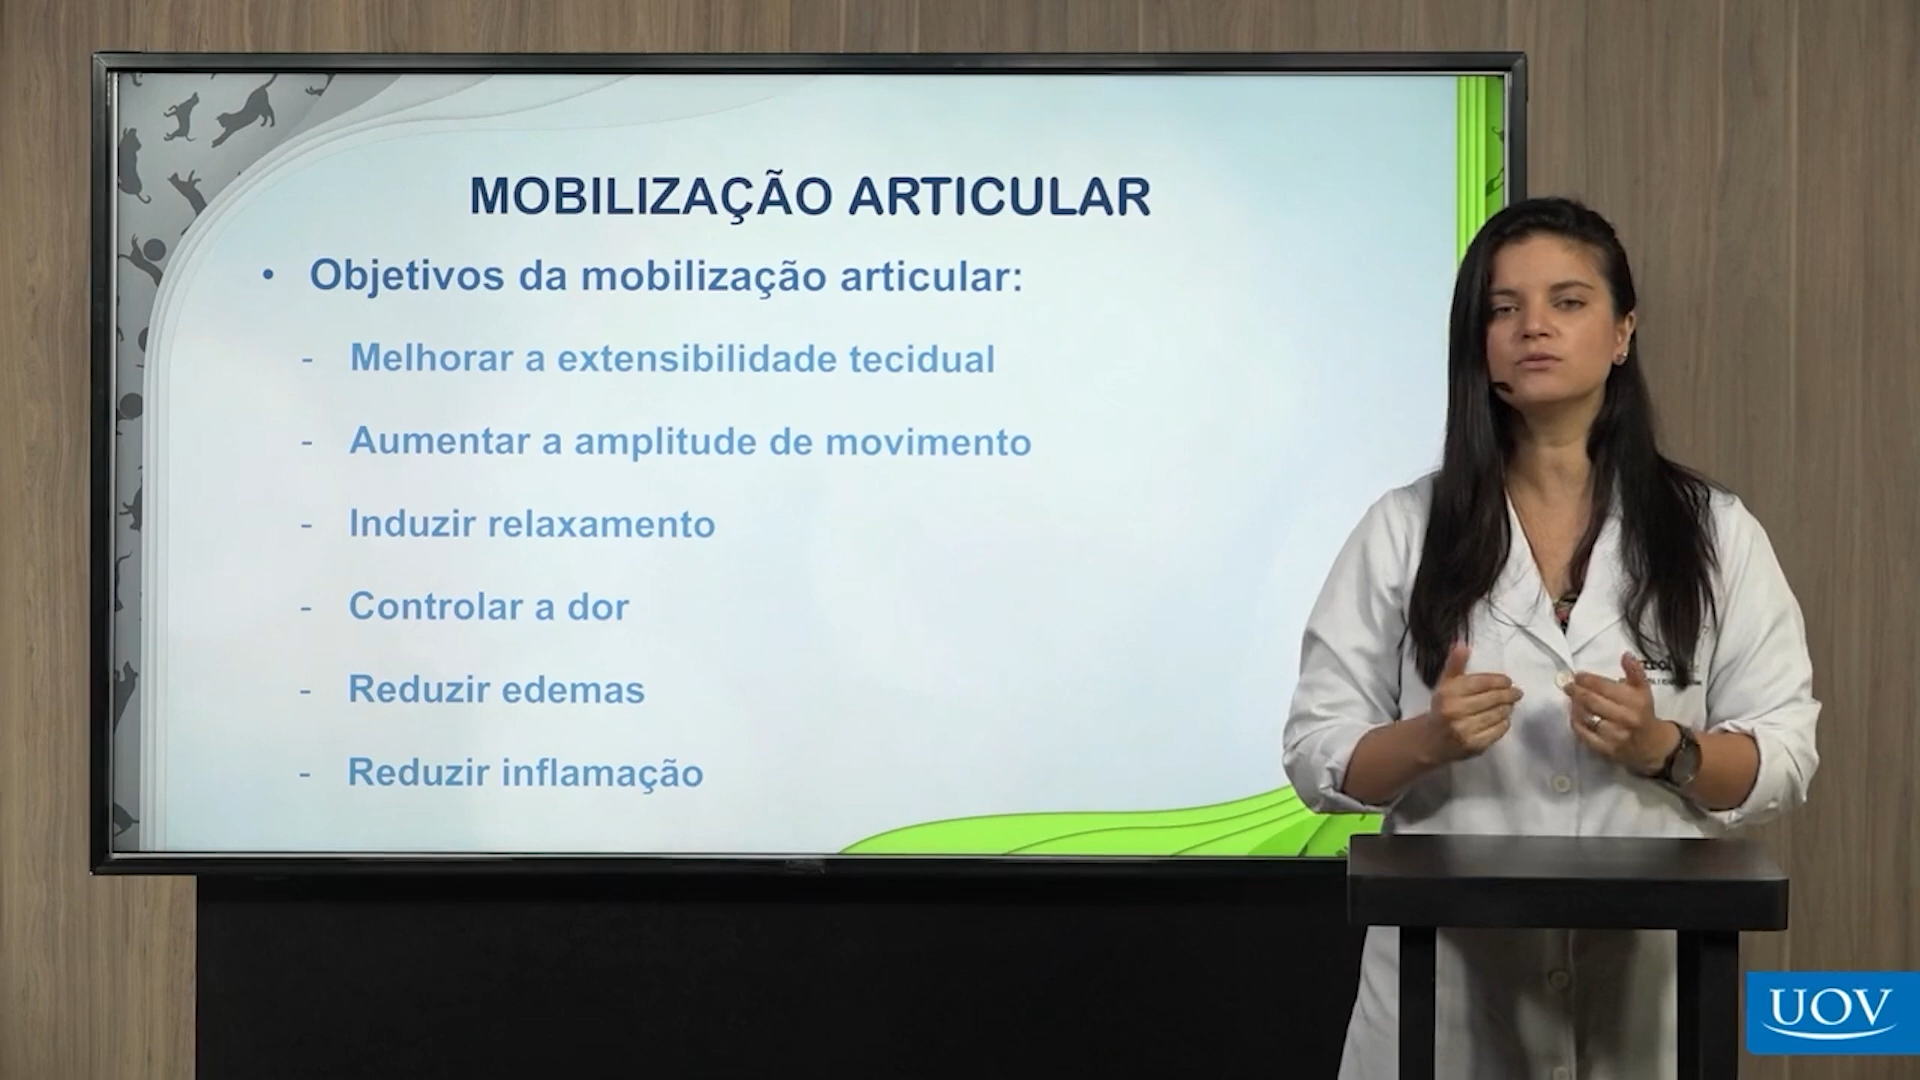 MOBILIZAÇÃO ARTICULAR
• Objetivos da mobilização articular:
- Melhorar a extensibilidade tecidual
- Aumentar a amplitude de movimento
- Induzir relaxamento
- Controlar a dor
- Reduzir edemas
- Reduzir inflamação
UOV